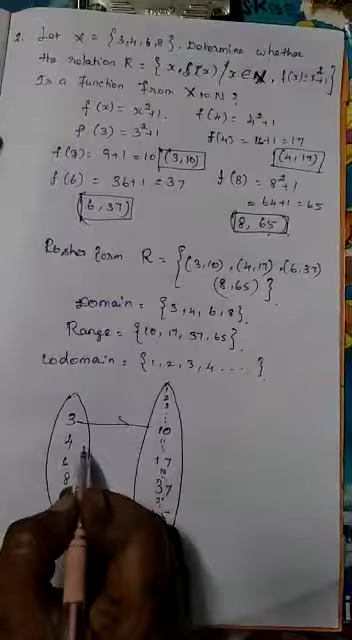 2. Let X = {3,4,6,8}. Determine whether
the relation R = {x, f(x) / x ∈ X, f(x) = x²+1}
Is a function from X to N?
f(x) = x²+1. f(4) = 4²+1
f(3) = 3²+1 f(4) = 16+1 = 17
f(3) = 9+1 = 10 (3,10) (4,17)
f(6) = 36+1 = 37 f(8) = 8²+1
= 64+1 = 65
(6,37) (8,65)
Form R = {(3,10), (4,17), (6,37)
(8,65)}
Domain = {3,4,6,8}.
Range = {10,17,37,65}.
Codomain = {1,2,3,4....}
1
2
3
3 10
4
6 17
8 37